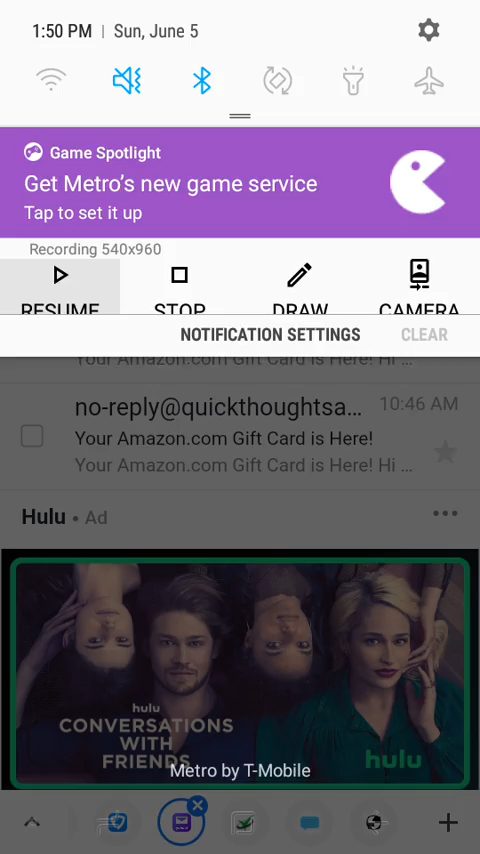 1:50 PM | Sun, June 5
Game Spotlight
Get Metro's new game service
Tap to set it up
Recording 540x960
RESUME STOP DRAW CAMERA
NOTIFICATION SETTINGS CLEAR
Your Amazon.com Gift Card is Here! Hi ...
no-reply@quickthoughtsa... 10:46 AM
Your Amazon.com Gift Card is Here!
Your Amazon.com Gift Card is Here! Hi ...
Hulu • Ad
hulu
CONVERSATIONS
WITH
FRIENDS
hulu
Metro by T-Mobile